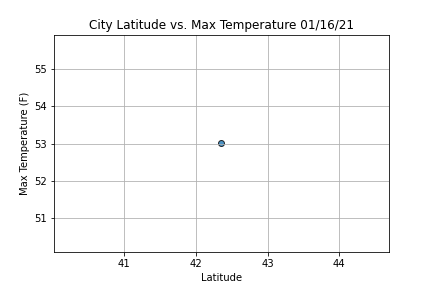 City Latitude vs. Max Temperature 01/16/21
Max Temperature (F)
55
54
53
52
51
41 42 43 44
Latitude